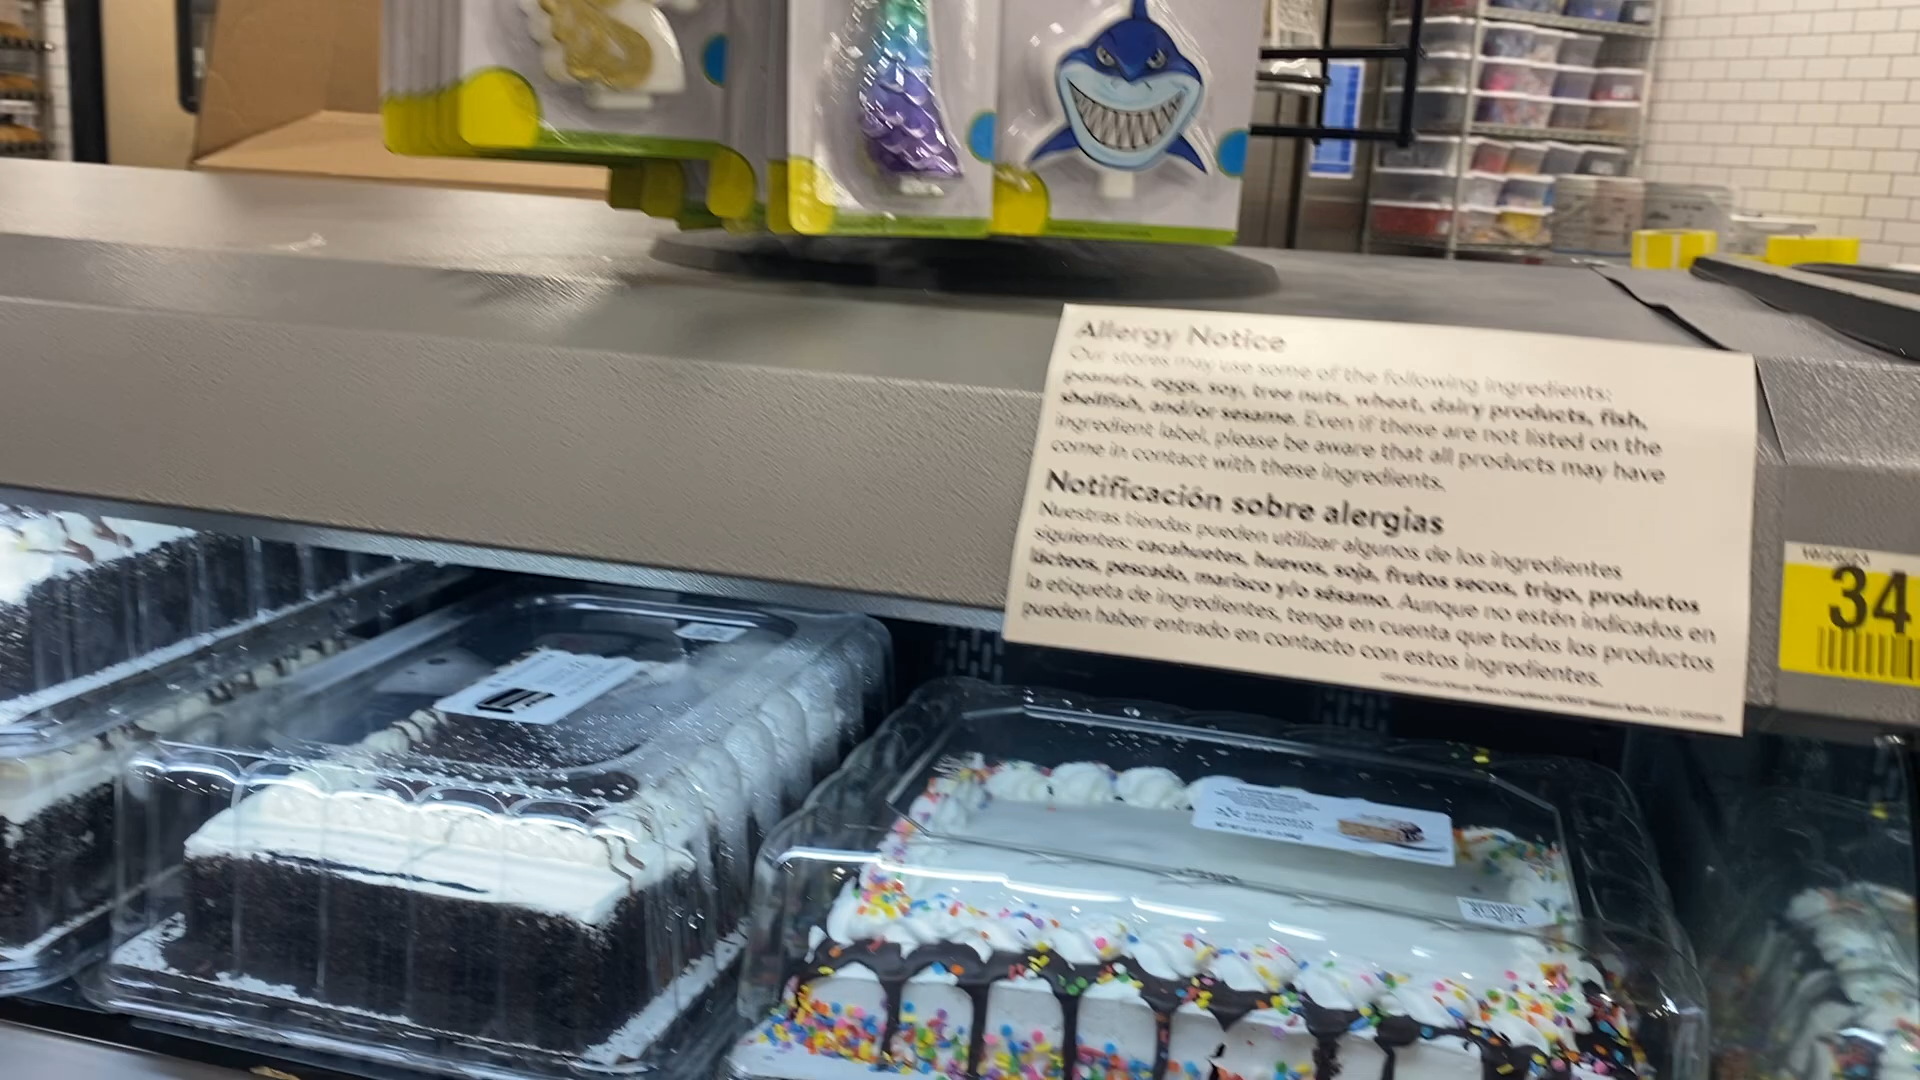 Allergy Notice
Our stores may use some of the following ingredients:
peanuts, eggs, soy, tree nuts, wheat, dairy products, fish,
shellfish, and/or sesame. Even if these are not listed on the
ingredient label, please be aware that all products may have
come in contact with these ingredients.
Notificación sobre alergias
Nuestras tiendas pueden utilizar algunos de los ingredientes
siguientes: cacahuetes, huevos, soja, frutos secos, trigo, productos
lácteos, pescado, marisco y/o sésamo. Aunque no estén indicados en
la etiqueta de ingredientes, tenga en cuenta que todos los productos
pueden haber entrado en contacto con estos ingredientes.
34